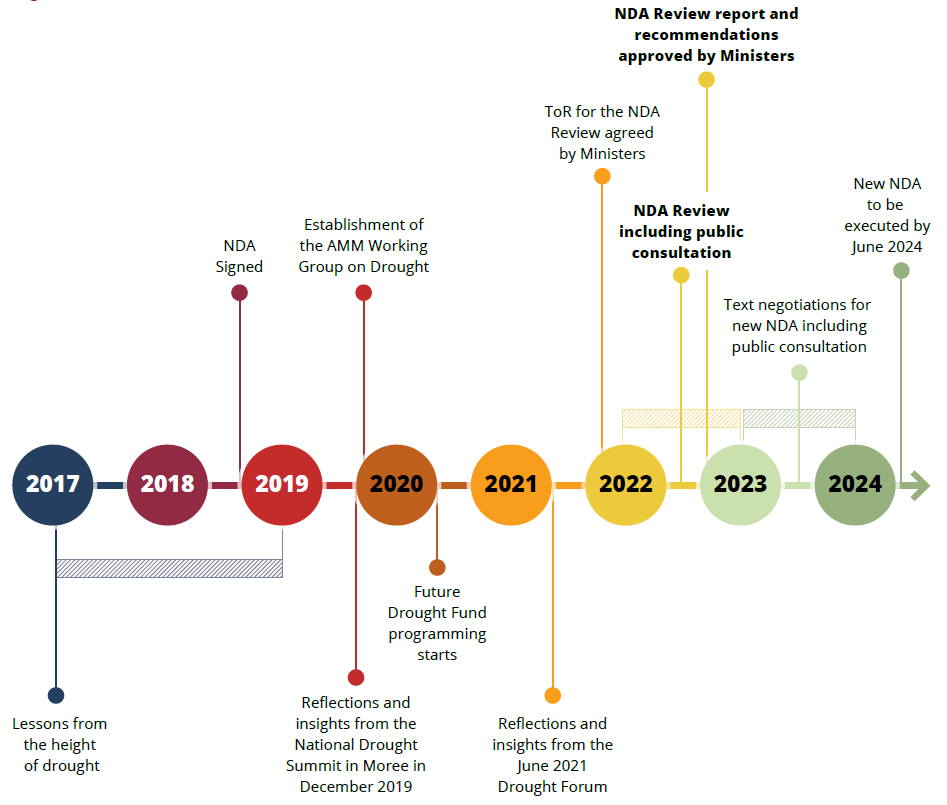 NDA Review report and
recommendations
approved by Ministers
ToR for the NDA
Review agreed
by Ministers
New NDA
to be
executed by
June 2024
NDA Review
including public
consultation
Establishment of
the AMM Working
Group on Drought
NDA
Signed
Text negotiations for
new NDA including
public consultation
2017
2018
2019
2020
2021
2022
2023
2024
Future
Drought Fund
programming
starts
Lessons from
the height
of drought
Reflections and
insights from the
National Drought
Summit in Moree in
December 2019
Reflections and
insights from the
June 2021
Drought Forum